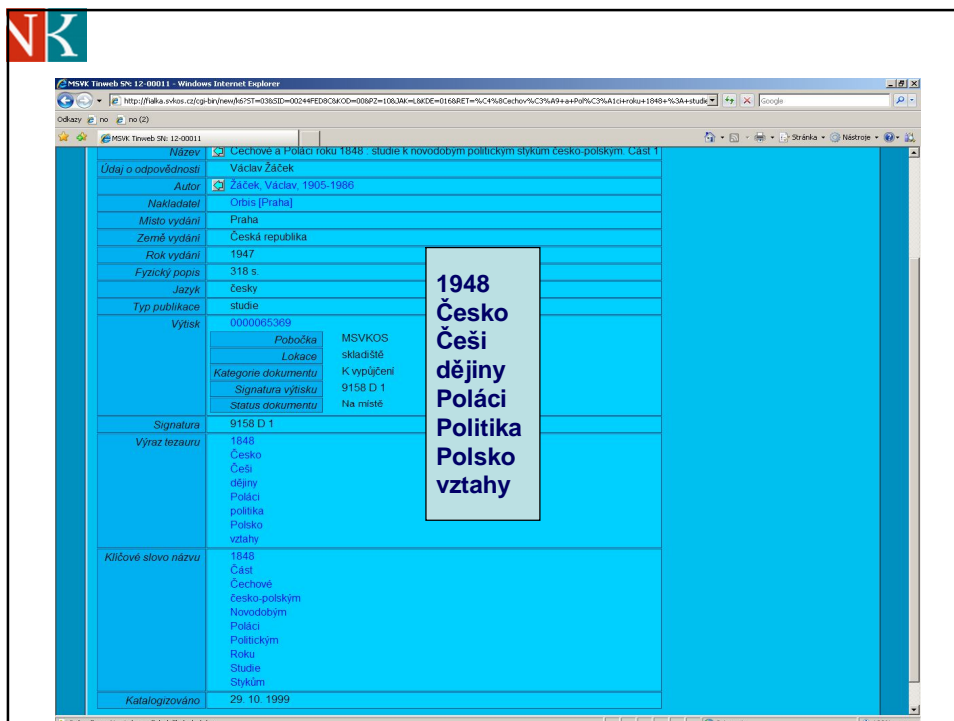 NK
MSVK Tinweb SN: 12-00011 - Windows Internet Explorer
Google
Odkazy no no (2)
MSVK Tinweb SN: 12-00011
Stránka Nástroje
Název Čechové a Poláci roku 1848 : studie k novodobým politickým stykům česko-polským. Část 1
Údaj o odpovědnosti Václav Žáček
Autor Žáček, Václav, 1905-1986
Nakladatel Orbis [Praha]
Místo vydání Praha
Země vydání Česká republika
Rok vydání 1947
Fyzický popis 318 s.
Jazyk česky
Typ publikace studie
Výtisk 0000065369
Pobočka MSVKOS
Lokace skladiště
Kategorie dokumentu K vypůjčení
Signatura výtisku 9158 D 1
Status dokumentu Na místě
Signatura 9158 D 1
Výraz tezauru 1848
Česko
Češi
dějiny
Poláci
politika
Polsko
vztahy
Klíčové slovo názvu 1848
Část
Čechové
česko-polským
Novodobým
Poláci
Politickým
Roku
Studie
Stykům
Katalogizováno 29. 10. 1999
1948
Česko
Češi
dějiny
Poláci
Politika
Polsko
vztahy